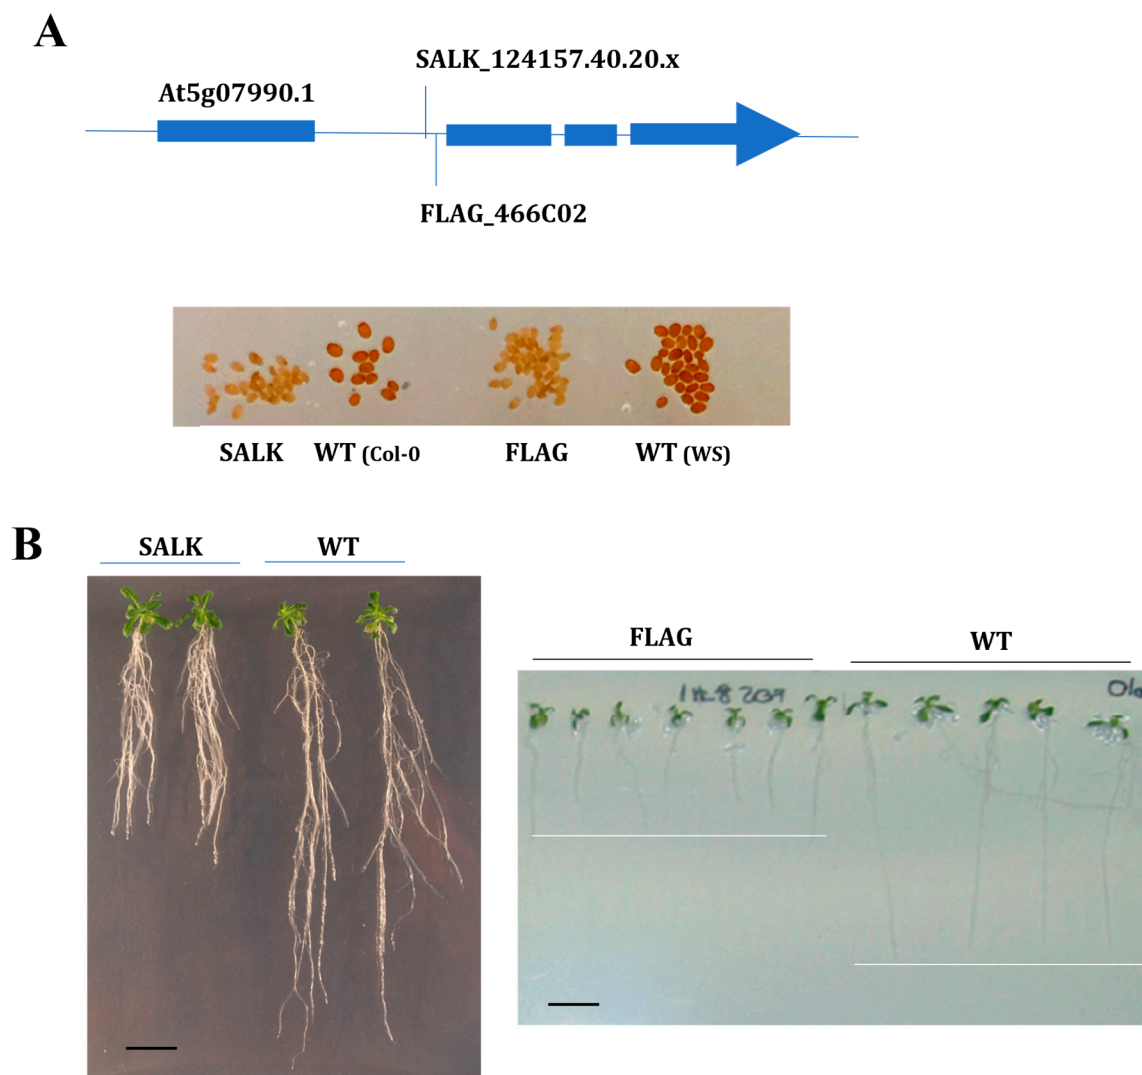 A
SALK_124157.40.20.x
At5g07990.1
FLAG_466C02
SALK WT (Col-0 FLAG WT (WS)
B
SALK WT
FLAG WT